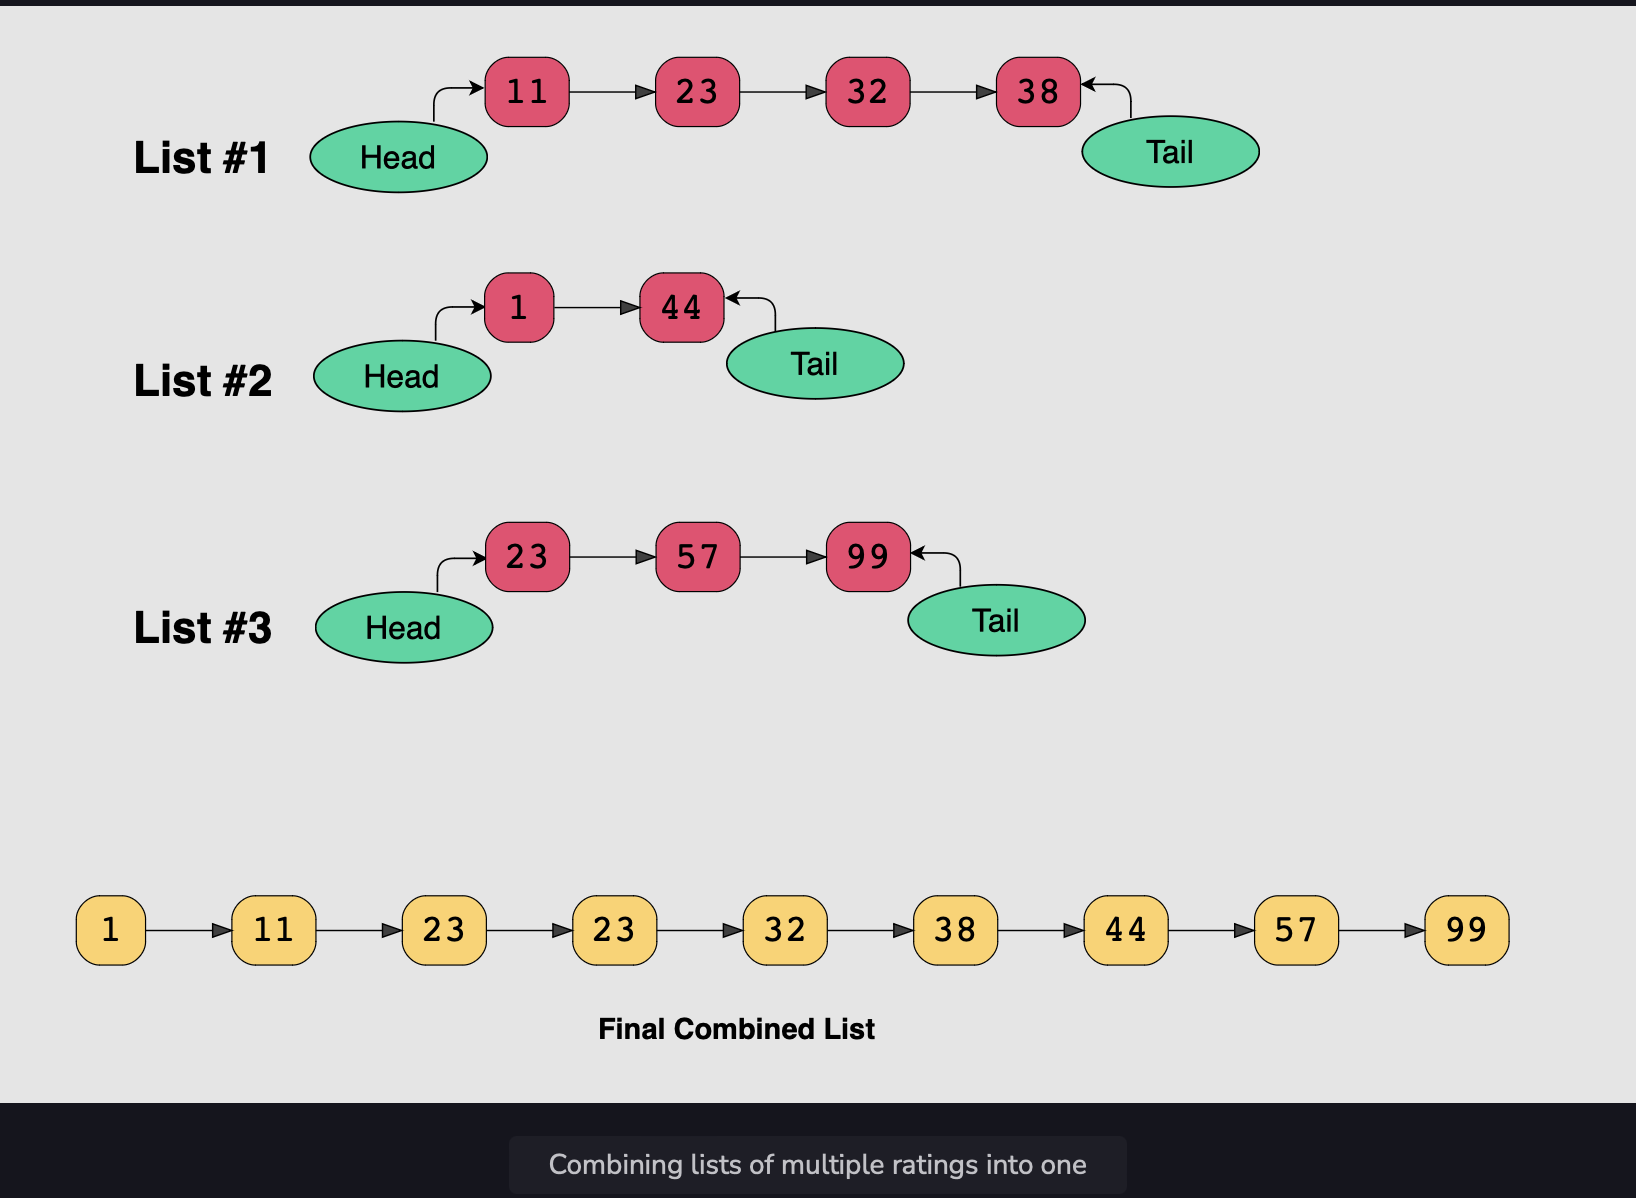 11 23 32 38
List #1 Head Tail
1 44
List #2 Head Tail
23 57 99
List #3 Head Tail
1 11 23 23 32 38 44 57 99
Final Combined List
Combining lists of multiple ratings into one